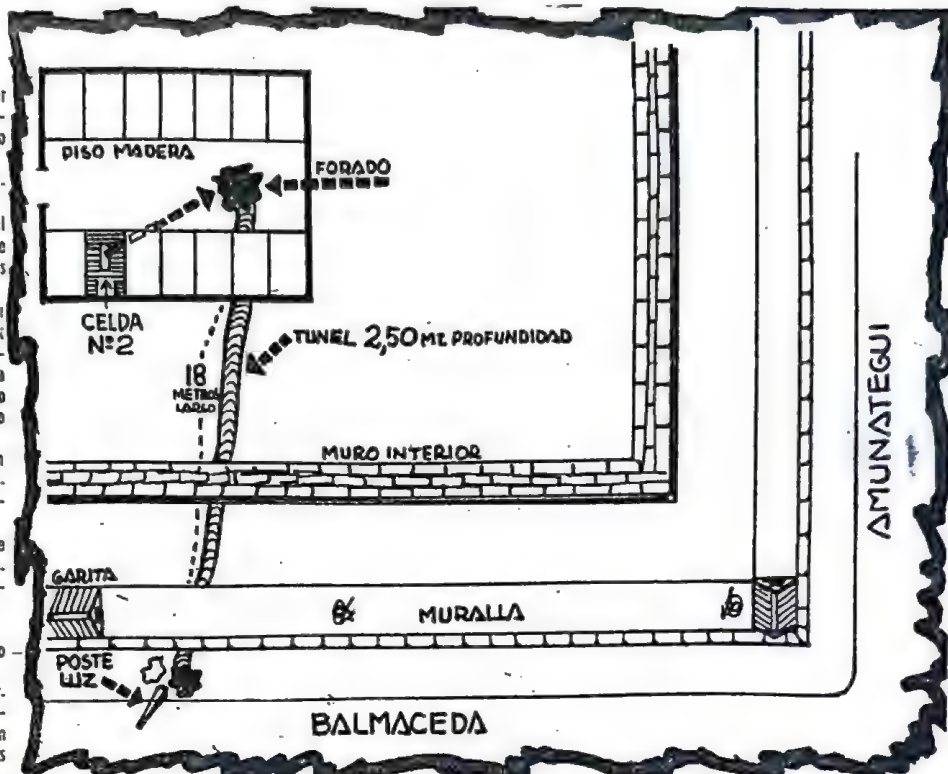 PISO MADERA
FORADO
CELDA
Nº2
TUNEL 2,50 MT PROFUNDIDAD
18
METROS
LARGO
MURO INTERIOR
AMUNATEGUI
GARITA
MURALLA
POSTE
LUZ
BALMACEDA